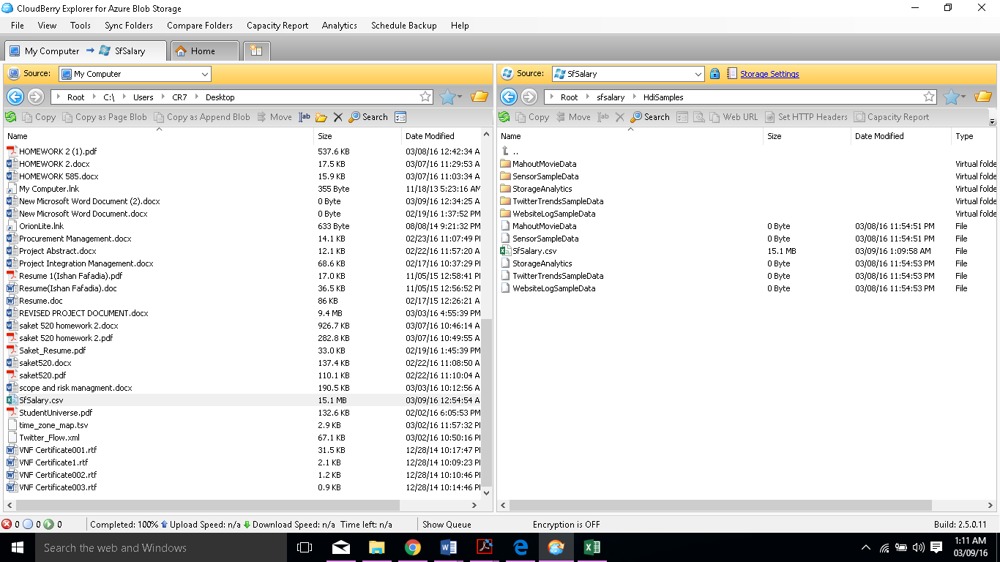 CloudBerry Explorer for Azure Blob Storage
File View Tools Sync Folders Compare Folders Capacity Report Analytics Schedule Backup Help
My Computer SfSalary Home
Source: My Computer
Root C:\ Users CR7 Desktop
Copy Copy as Page Blob Copy as Append Blob Move Search
Name Size Date Modified
HOMEWORK 2 (1).pdf 537.6 KB 03/08/16 12:42:34 A
HOMEWORK 2.docx 17.5 KB 03/07/16 11:29:53 A
HOMEWORK 585.docx 15.9 KB 03/07/16 11:03:34 A
My Computer.lnk 355 Byte 11/18/13 5:23:16 AM
New Microsoft Word Document (2).docx 0 Byte 03/09/16 12:34:25 A
New Microsoft Word Document.docx 0 Byte 02/19/16 1:37:52 PM
OrionLite.lnk 633 Byte 08/08/14 9:21:32 PM
Procurement Management.docx 14.1 KB 02/23/16 11:07:49 P
Project Abstract.docx 12.1 KB 02/22/16 11:57:20 A
Project Integration Management.docx 68.6 KB 02/17/16 10:37:29 P
Resume 1(Ishan Fafadia).pdf 17.0 KB 11/05/15 12:58:41 P
Resume(Ishan Fafadia).doc 36.5 KB 11/05/15 12:56:52 P
Resume.doc 86 KB 02/17/15 12:26:21 A
REVISED PROJECT DOCUMENT.docx 9.4 MB 03/03/16 4:55:39 PM
saket 520 homework 2.docx 926.7 KB 03/07/16 10:46:14 A
saket 520 homework 2.pdf 282.8 KB 03/07/16 10:49:55 A
Saket_Resume.pdf 33.0 KB 02/19/16 1:45:39 PM
saket520.docx 137.4 KB 02/22/16 11:08:50 A
saket520.pdf 110.1 KB 02/22/16 11:10:04 A
scope and risk managment.docx 190.5 KB 03/03/16 10:12:56 A
SfSalary.csv 15.1 MB 03/09/16 12:54:54 A
StudentUniverse.pdf 132.6 KB 02/02/16 6:05:53 PM
time_zone_map.tsv 2.9 KB 03/02/16 11:57:32 P
Twitter_Flow.xml 67.1 KB 03/02/16 10:50:16 P
VNF Certificate001.rtf 31.5 KB 12/28/14 10:17:47 P
VNF Certificate1.rtf 2.1 KB 12/28/14 10:09:23 P
VNF Certificate002.rtf 1.2 KB 12/28/14 10:10:46 P
VNF Certificate003.rtf 0.9 KB 12/28/14 10:14:46 P
Source: SfSalary Storage Settings
Root sfsalary HdiSamples
Copy Move Search Web URL Set HTTP Headers Capacity Report
Name Size Date Modified Type
..
MahoutMovieData Virtual folde
SensorSampleData Virtual folde
StorageAnalytics Virtual folde
TwitterTrendsSampleData Virtual folde
WebsiteLogSampleData Virtual folde
MahoutMovieData 0 Byte 03/08/16 11:54:51 PM File
SensorSampleData 0 Byte 03/08/16 11:54:51 PM File
SfSalary.csv 15.1 MB 03/09/16 1:09:58 AM File
StorageAnalytics 0 Byte 03/08/16 11:54:53 PM File
TwitterTrendsSampleData 0 Byte 03/08/16 11:54:53 PM File
WebsiteLogSampleData 0 Byte 03/08/16 11:54:53 PM File
0 0 0 Completed: 100% Upload Speed: n/a Download Speed: n/a Time left: n/a Show Queue Encryption is OFF Build: 2.5.0.11
Search the web and Windows
1:11 AM
03/09/16